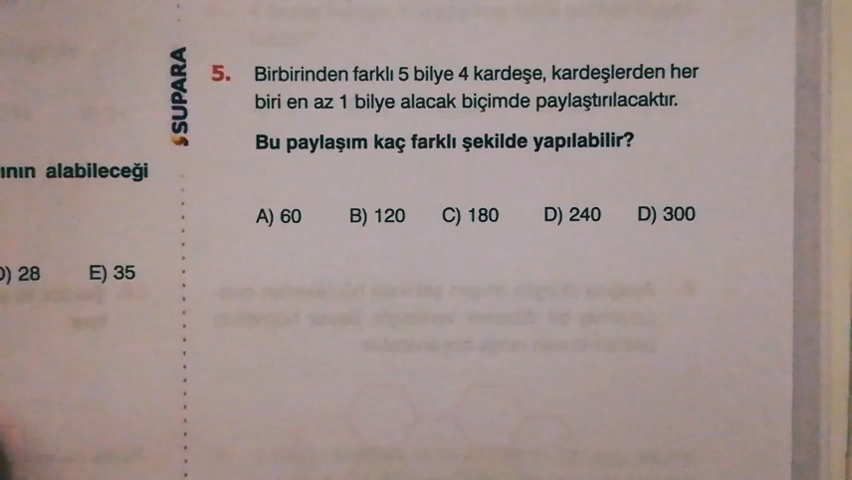 SUPARA
ının alabileceği
D) 28 E) 35
5. Birbirinden farklı 5 bilye 4 kardeşe, kardeşlerden her
biri en az 1 bilye alacak biçimde paylaştırılacaktır.
Bu paylaşım kaç farklı şekilde yapılabilir?
A) 60 B) 120 C) 180 D) 240 D) 300